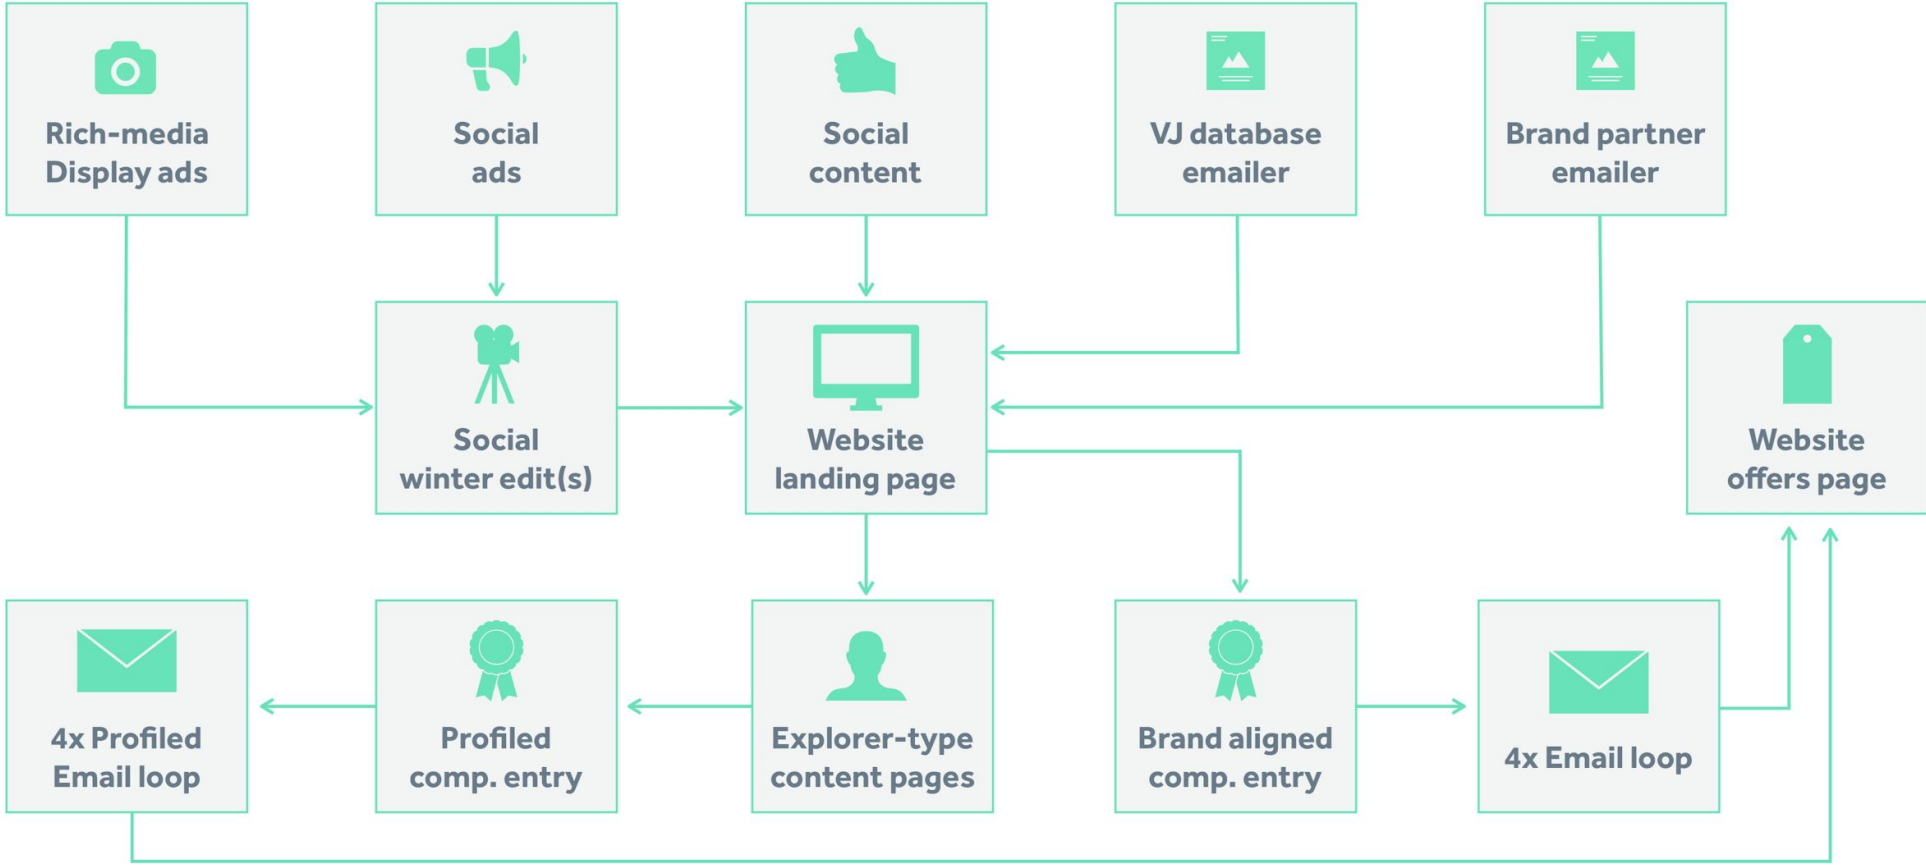 Rich-media
Display ads
Social
ads
Social
content
VJ database
emailer
Brand partner
emailer
Social
winter edit(s)
Website
landing page
Website
offers page
4x Profiled
Email loop
Profiled
comp. entry
Explorer-type
content pages
Brand aligned
comp. entry
4x Email loop